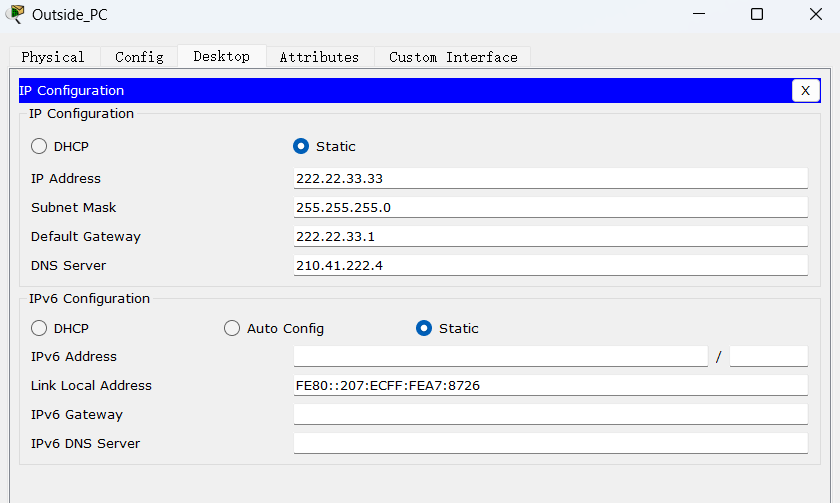 Outside_PC
Physical Config Desktop Attributes Custom Interface
IP Configuration X
IP Configuration
DHCP Static
IP Address 222.22.33.33
Subnet Mask 255.255.255.0
Default Gateway 222.22.33.1
DNS Server 210.41.222.4
IPv6 Configuration
DHCP Auto Config Static
IPv6 Address /
Link Local Address FE80::207:ECFF:FEA7:8726
IPv6 Gateway
IPv6 DNS Server